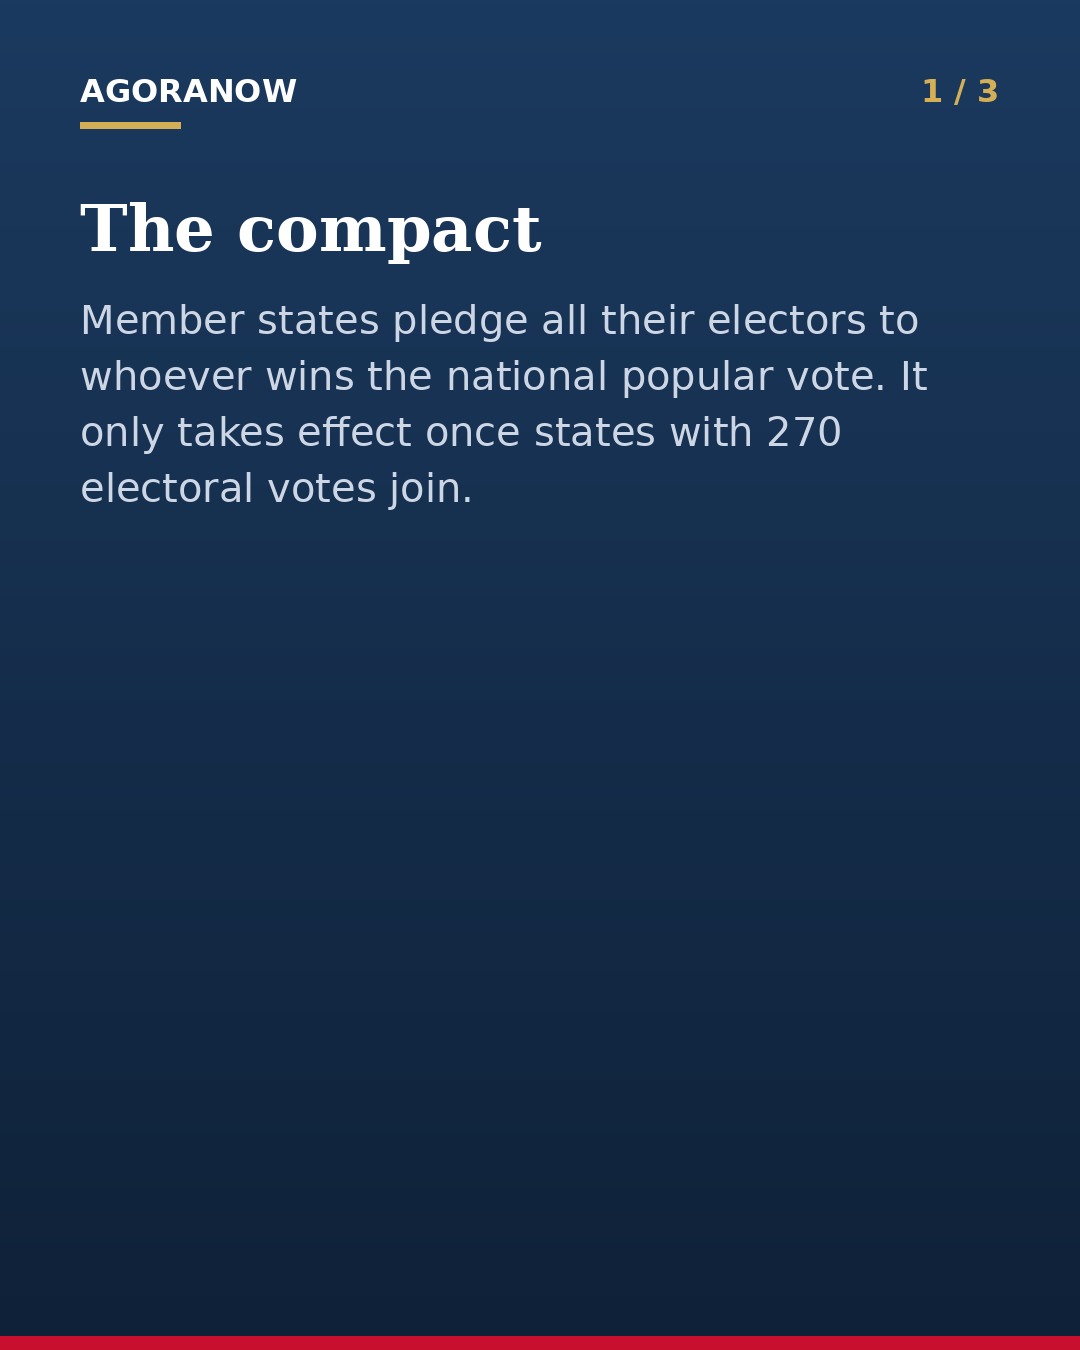 AGORANOW
1 / 3
The compact
Member states pledge all their electors to
whoever wins the national popular vote. It
only takes effect once states with 270
electoral votes join.